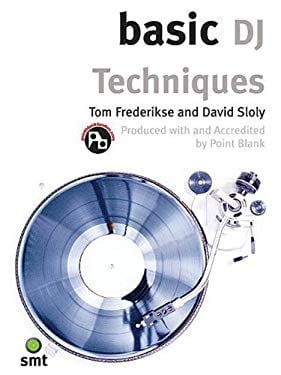 basic DJ
Techniques
Tom Frederikse and David Sloly
Produced with and Accredited
by Point Blank
smt